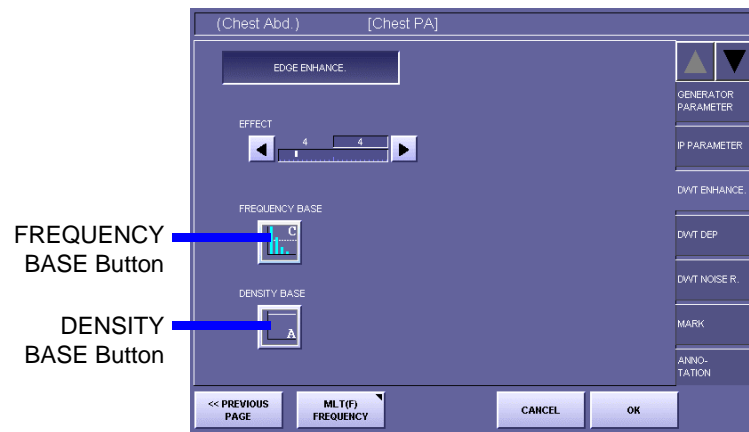 (Chest Abd.) [Chest PA]
EDGE ENHANCE.
EFFECT
4 4
FREQUENCY BASE
C
DENSITY BASE
A
FREQUENCY
BASE Button
DENSITY
BASE Button
GENERATOR
PARAMETER
IP PARAMETER
DWT ENHANCE.
DWT DEP
DWT NOISE R.
MARK
ANNO-
TATION
<< PREVIOUS
PAGE
MLT(F)
FREQUENCY
CANCEL
OK